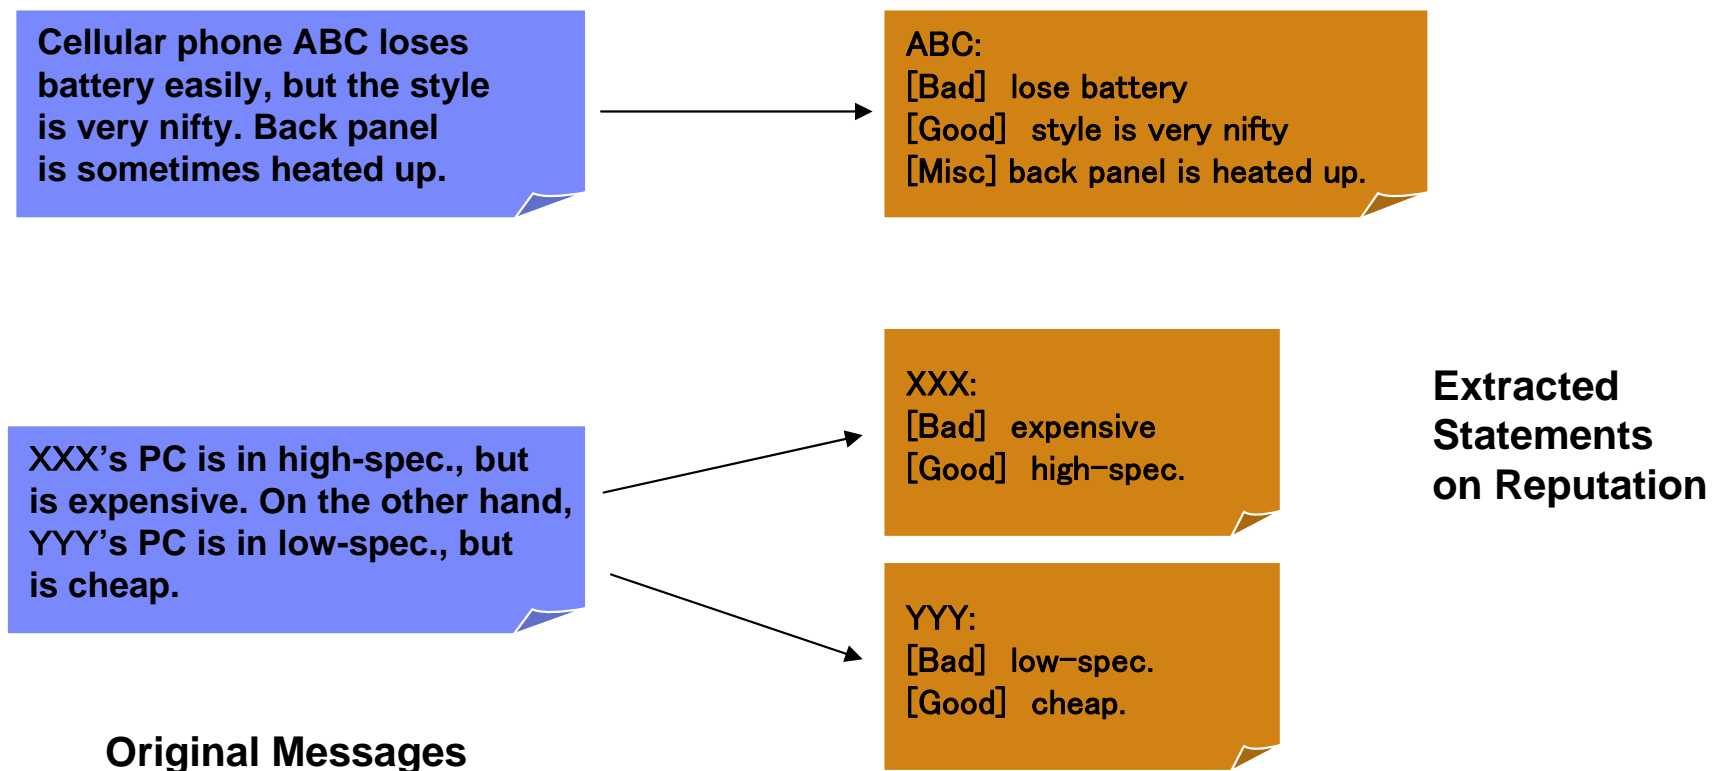 Cellular phone ABC loses
battery easily, but the style
is very nifty. Back panel
is sometimes heated up.
ABC:
[Bad] lose battery
[Good] style is very nifty
[Misc] back panel is heated up.
XXX's PC is in high-spec., but
is expensive. On the other hand,
YYY's PC is in low-spec., but
is cheap.
XXX:
[Bad] expensive
[Good] high-spec.
YYY:
[Bad] low-spec.
[Good] cheap.
Extracted
Statements
on Reputation
Original Messages